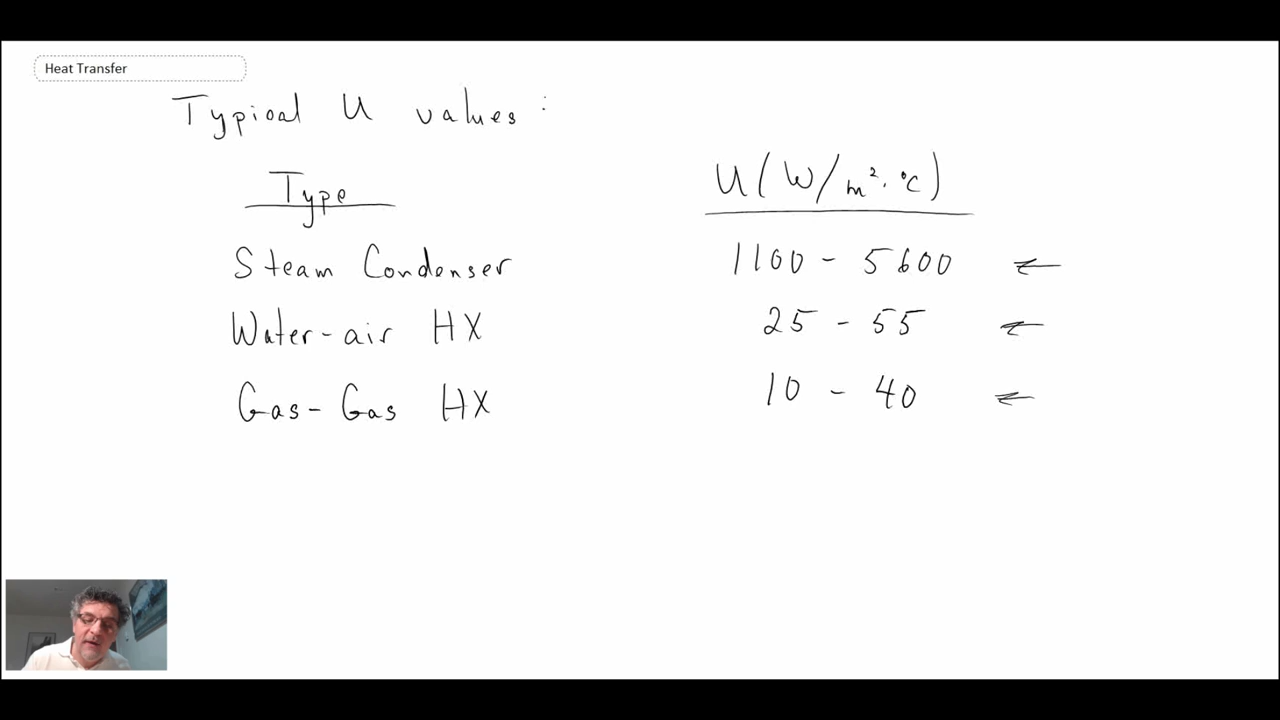 Heat Transfer
Typical U values :
Type U (W/m²·°C)
Steam Condenser 1100 - 5600 ←
Water-air HX 25 - 55 ←
Gas-Gas HX 10 - 40 ←